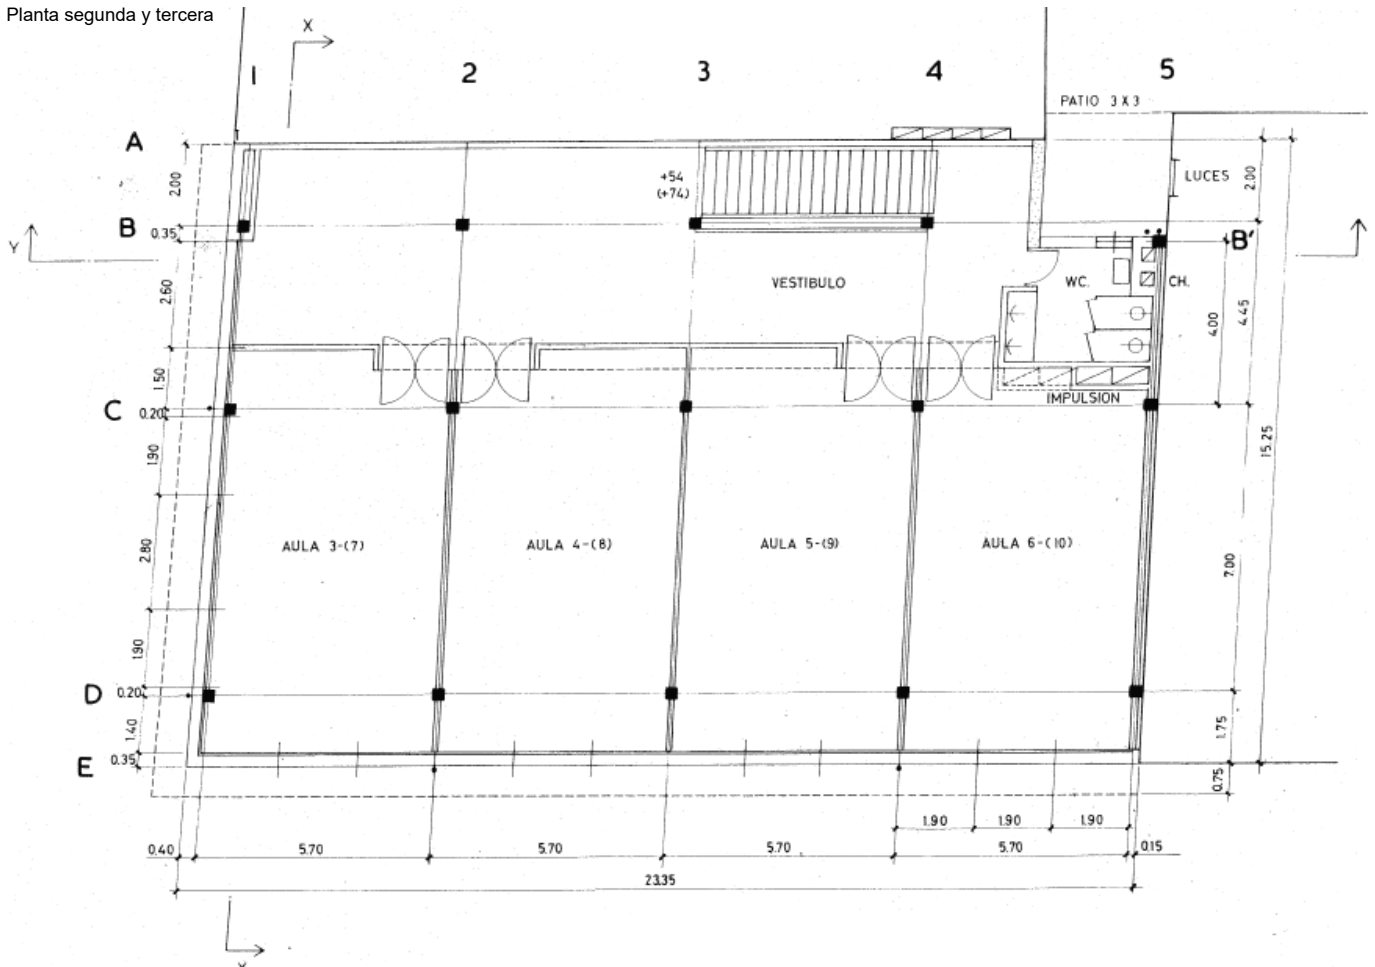 Planta segunda y tercera
X
1
2
3
4
5
PATIO 3 X 3
A
2.00
+54
(+74)
LUCES
2.00
B
0.35
Y
B'
2.60
VESTIBULO
WC.
CH.
4.00
4.45
1.50
C
0.20
IMPULSION
1.90
15.25
2.80
AULA 3-(7)
AULA 4-(8)
AULA 5-(9)
AULA 6-(10)
7.00
1.90
D
0.20
1.40
1.75
E
0.35
0.75
1.90
1.90
1.90
0.40
5.70
5.70
5.70
5.70
0.15
23.35